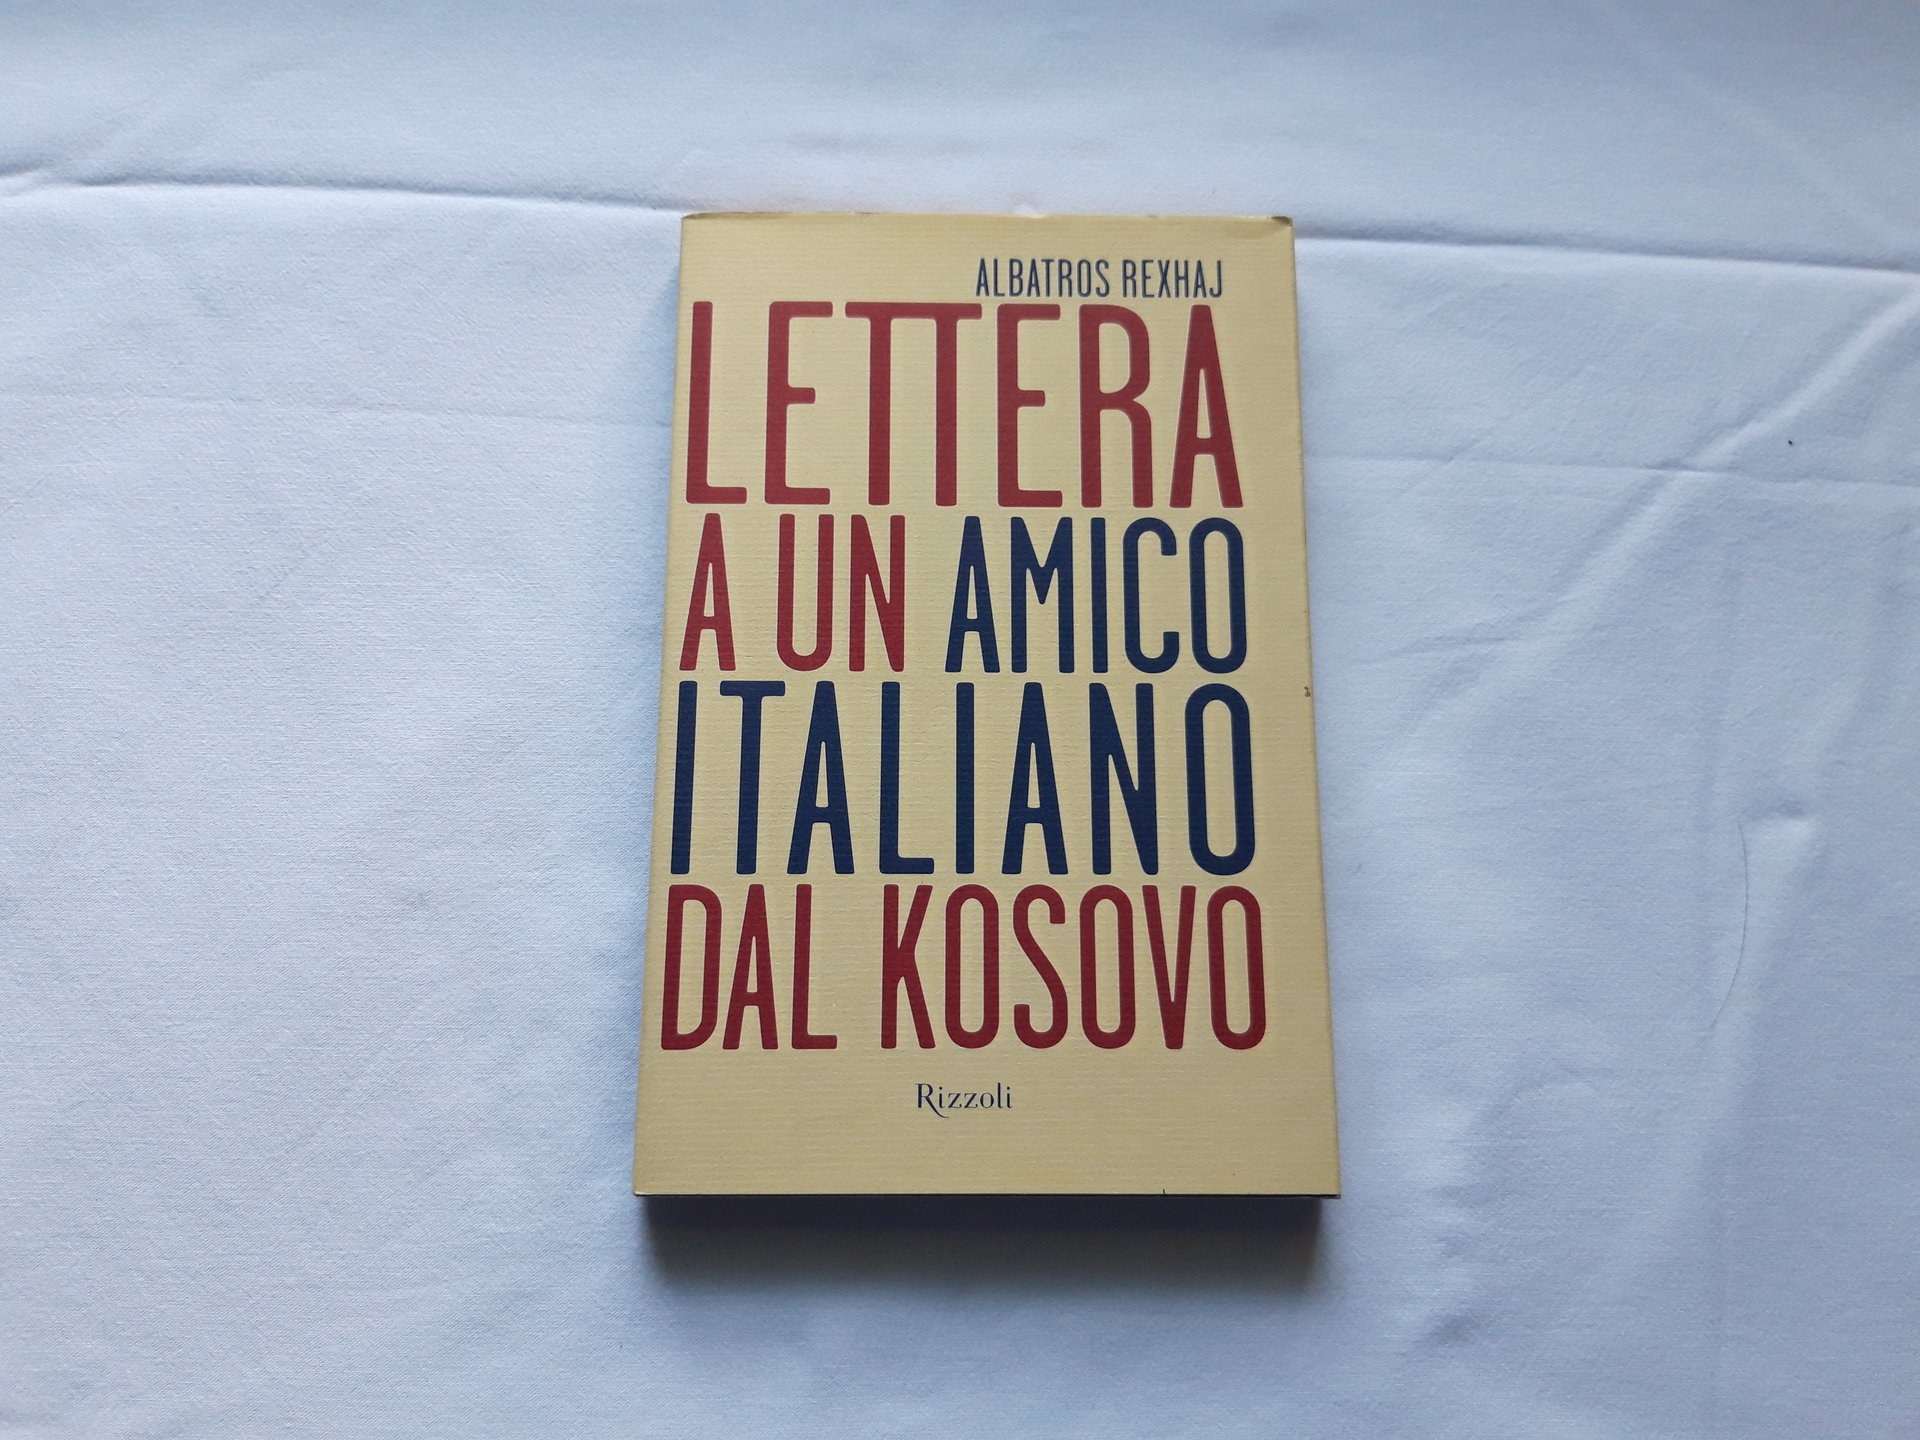 ALBATROS REXHAJ
LETTERA
A UN AMICO
ITALIANO
DAL KOSOVO
Rizzoli